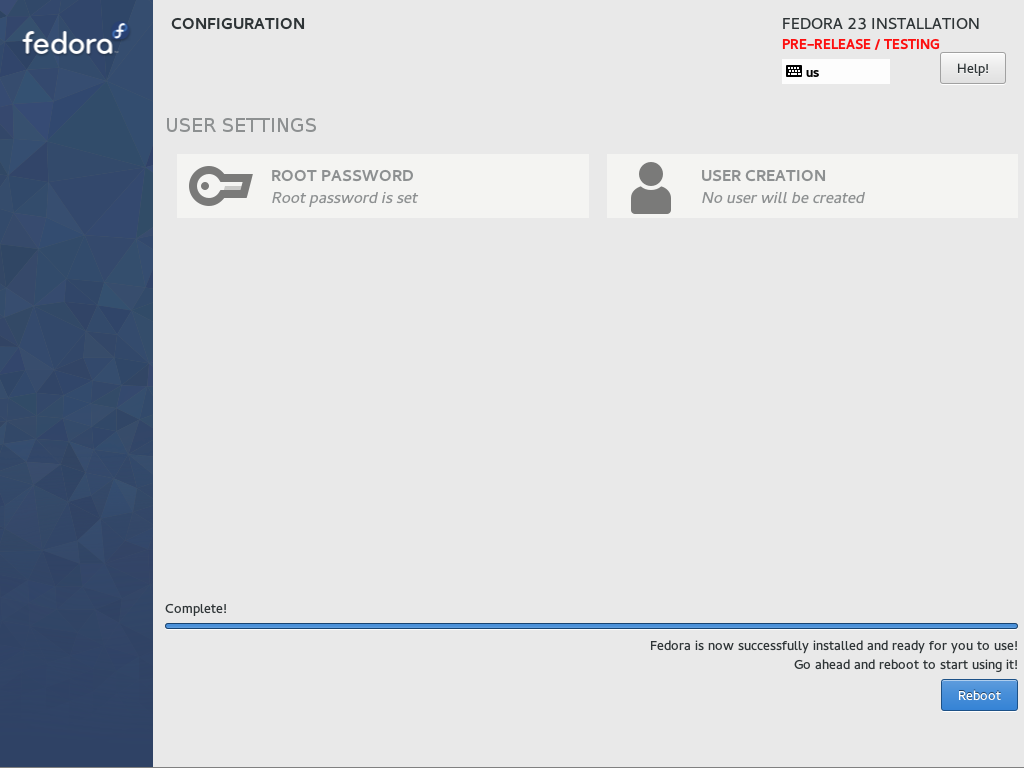 fedora
CONFIGURATION
FEDORA 23 INSTALLATION
PRE-RELEASE / TESTING
us
Help!
USER SETTINGS
ROOT PASSWORD
Root password is set
USER CREATION
No user will be created
Complete!
Fedora is now successfully installed and ready for you to use!
Go ahead and reboot to start using it!
Reboot